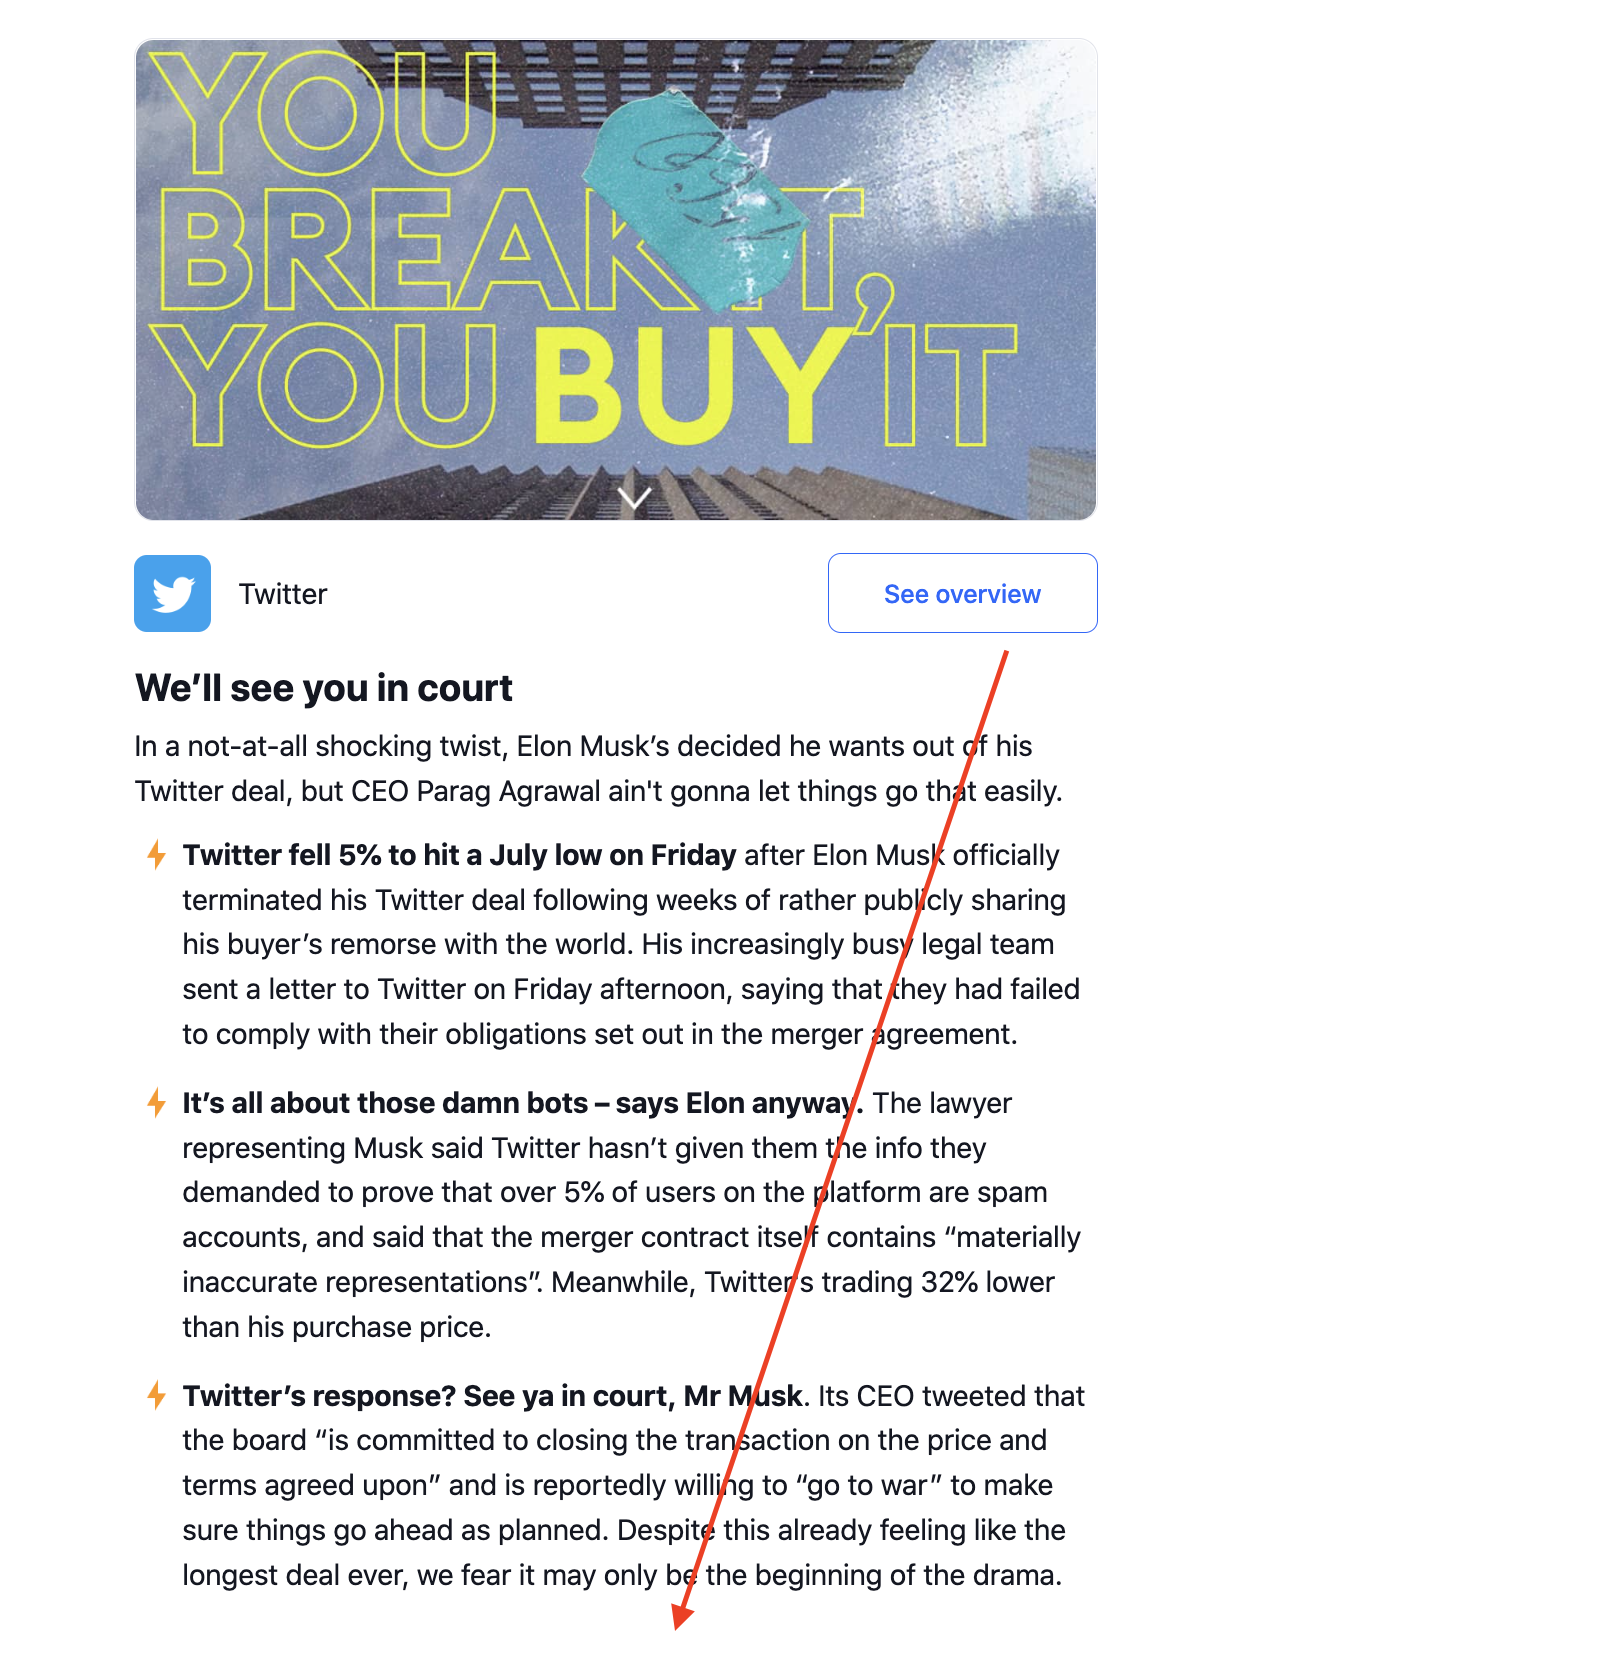 YOU
BREAK IT,
YOU BUY IT
Twitter
See overview
We’ll see you in court
In a not-at-all shocking twist, Elon Musk’s decided he wants out of his
Twitter deal, but CEO Parag Agrawal ain't gonna let things go that easily.
Twitter fell 5% to hit a July low on Friday after Elon Musk officially
terminated his Twitter deal following weeks of rather publicly sharing
his buyer’s remorse with the world. His increasingly busy legal team
sent a letter to Twitter on Friday afternoon, saying that they had failed
to comply with their obligations set out in the merger agreement.
It’s all about those damn bots – says Elon anyway. The lawyer
representing Musk said Twitter hasn’t given them the info they
demanded to prove that over 5% of users on the platform are spam
accounts, and said that the merger contract itself contains “materially
inaccurate representations”. Meanwhile, Twitter’s trading 32% lower
than his purchase price.
Twitter’s response? See ya in court, Mr Musk. Its CEO tweeted that
the board “is committed to closing the transaction on the price and
terms agreed upon” and is reportedly willing to “go to war” to make
sure things go ahead as planned. Despite this already feeling like the
longest deal ever, we fear it may only be the beginning of the drama.